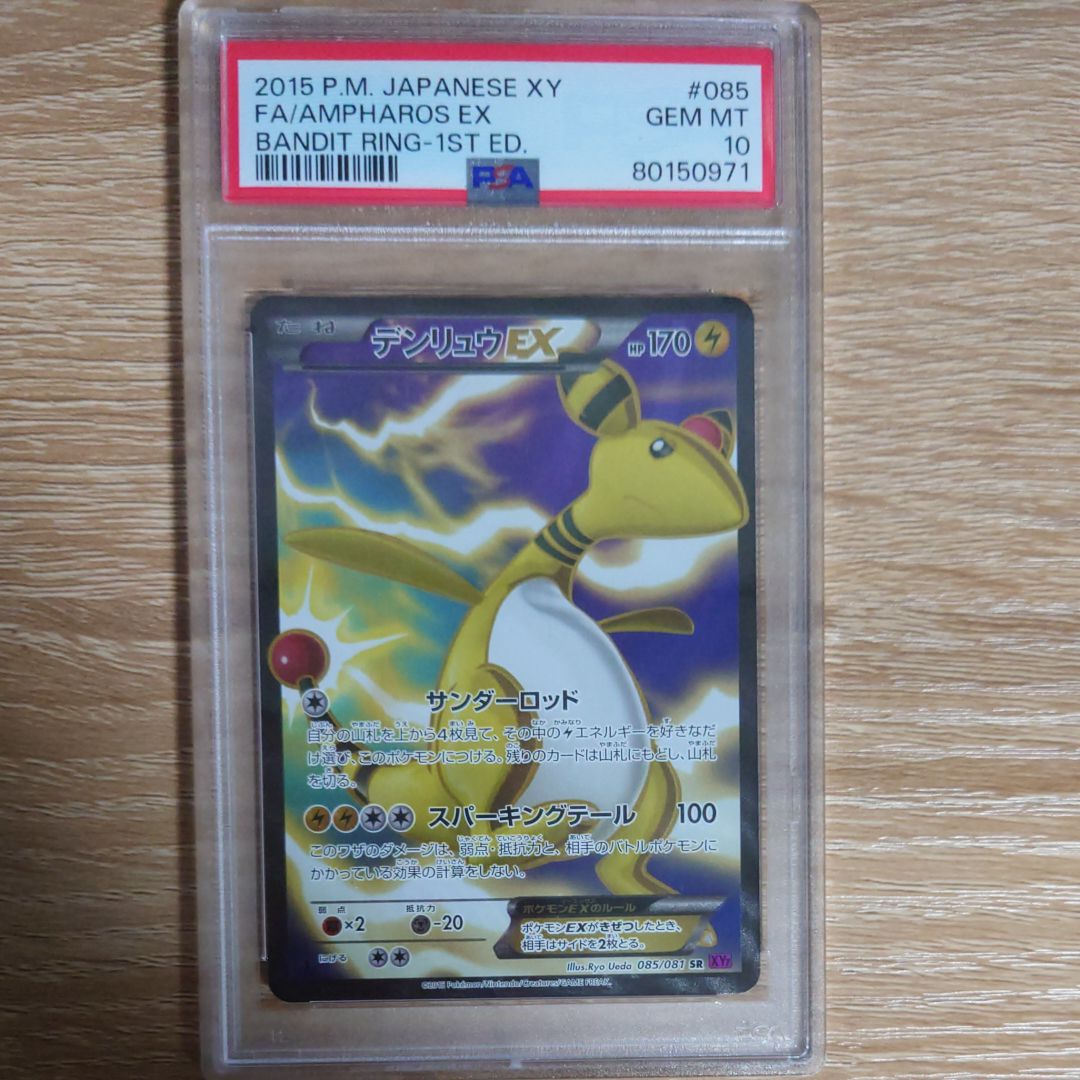 2015 P.M. JAPANESE XY #085
FA/AMPHAROS EX GEM MT
BANDIT RING-1ST ED. 10
PSA 80150971
たね デンリュウEX HP170
サンダーロッド
自分の山札を上から4枚見て、その中のエネルギーを好きなだ
け選び、このポケモンにつける。残りのカードは山札にもどし、山札
を切る。
スパーキングテール 100
このワザのダメージは、弱点・抵抗力と、相手のバトルポケモンに
かかっている効果の計算をしない。
弱点 抵抗力
×2 -20
にげる
ポケモンEXのルール
ポケモンEXがきぜつしたとき、
相手はサイドを2枚とる。
Illus.Ryo Ueda 085/081 SR XY7
©2015 Pokémon/Nintendo/Creatures/GAME FREAK.